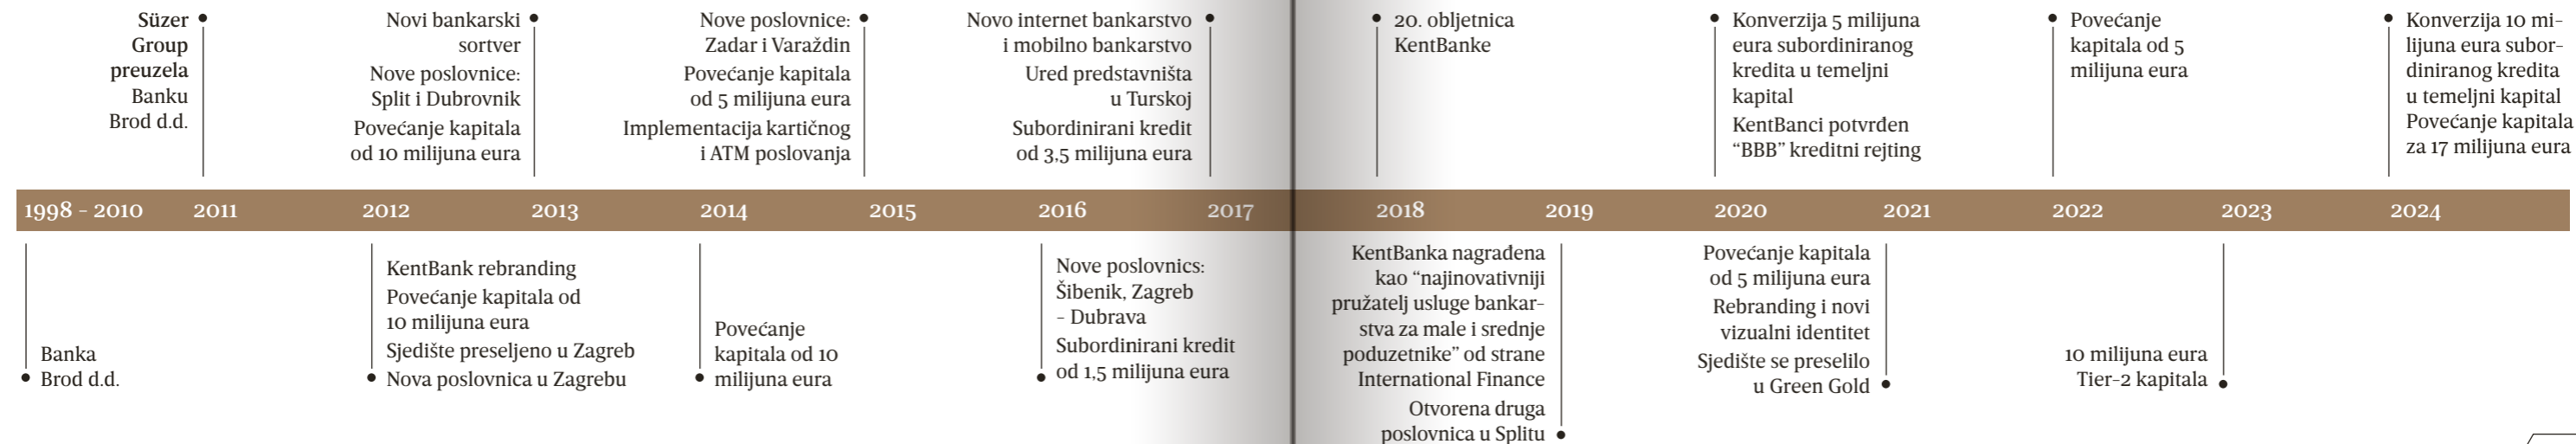 Süzer
Group
preuzela
Banku
Brod d.d.
Novi bankarski
sortver
Nove poslovnice:
Split i Dubrovnik
Povećanje kapitala
od 10 milijuna eura
Nove poslovnice:
Zadar i Varaždin
Povećanje kapitala
od 5 milijuna eura
Implementacija kartičnog
i ATM poslovanja
Novo internet bankarstvo
i mobilno bankarstvo
Ured predstavništa
u Turskoj
Subordinirani kredit
od 3,5 milijuna eura
20. obljetnica
KentBanke
Konverzija 5 milijuna
eura subordiniranog
kredita u temeljni
kapital
KentBanci potvrđen
“BBB” kreditni rejting
Povećanje
kapitala od 5
milijuna eura
Konverzija 10 mi-
lijuna eura subor-
diniranog kredita
u temeljni kapital
Povećanje kapitala
za 17 milijuna eura
1998 - 2010 2011 2012 2013 2014 2015 2016 2017 2018 2019 2020 2021 2022 2023 2024
Banka
Brod d.d.
KentBank rebranding
Povećanje kapitala od
10 milijuna eura
Sjedište preseljeno u Zagreb
Nova poslovnica u Zagrebu
Povećanje
kapitala od 10
milijuna eura
Nove poslovnics:
Šibenik, Zagreb
- Dubrava
Subordinirani kredit
od 1,5 milijuna eura
KentBanka nagrađena
kao “najinovativniji
pružatelj usluge bankar-
stva za male i srednje
poduzetnike” od strane
International Finance
Otvorena druga
poslovnica u Splitu
Povećanje kapitala
od 5 milijuna eura
Rebranding i novi
vizualni identitet
Sjedište se preselilo
u Green Gold
10 milijuna eura
Tier-2 kapitala